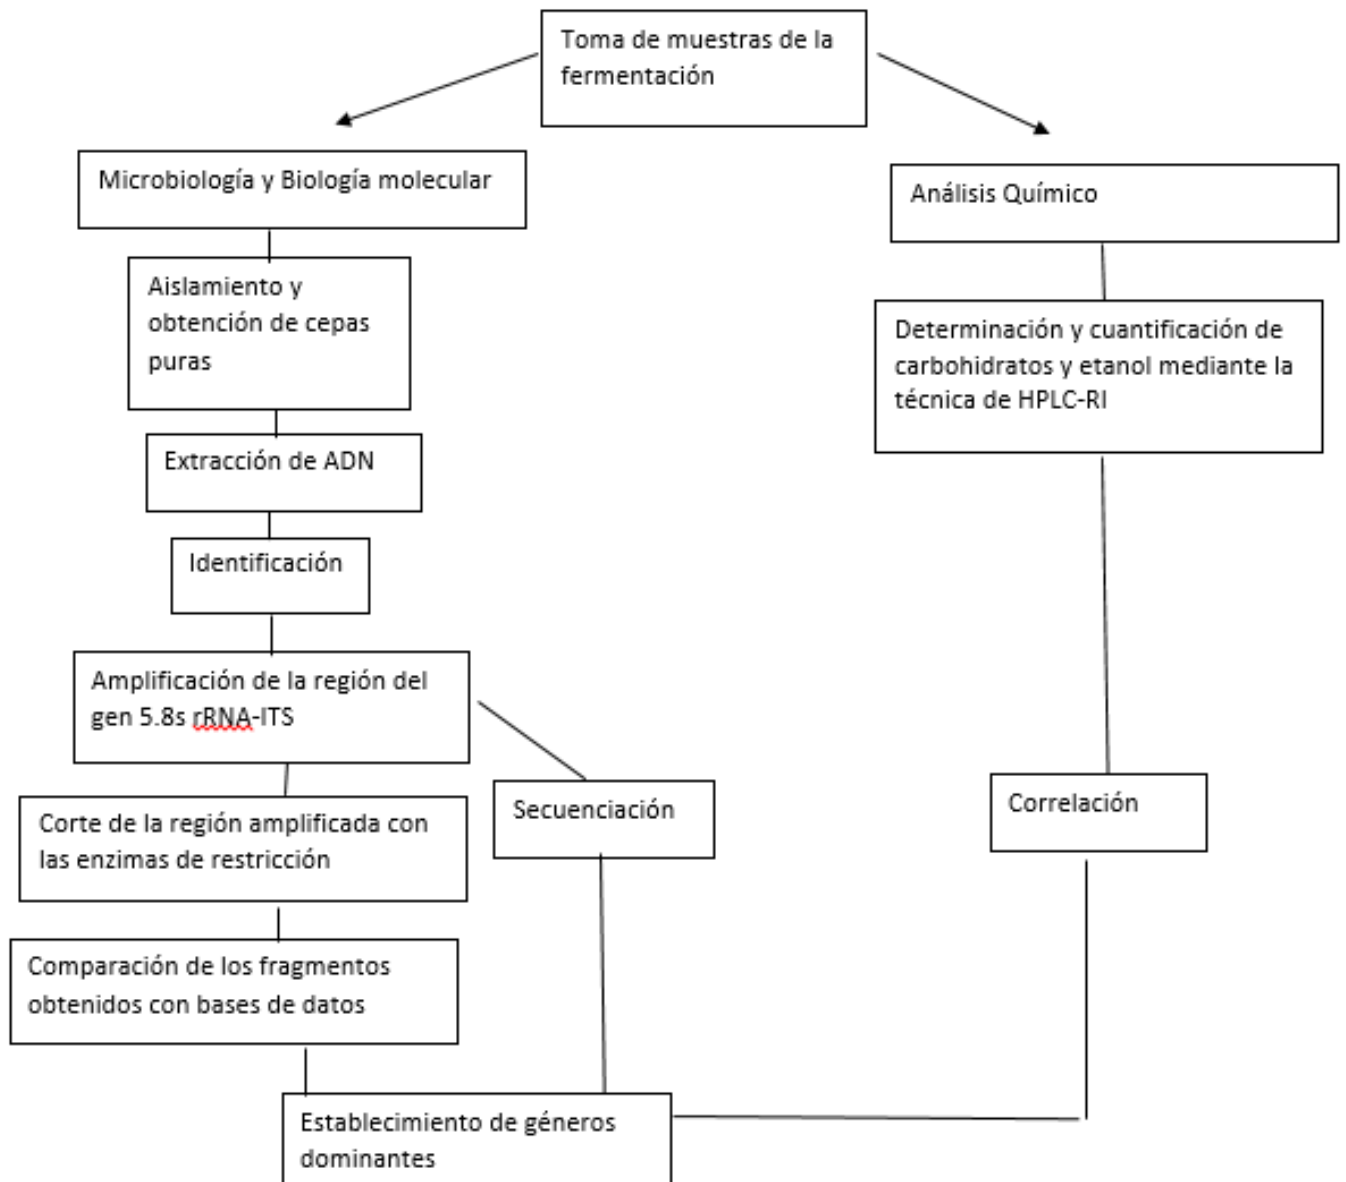 Toma de muestras de la
fermentación
Microbiología y Biología molecular
Análisis Químico
Aislamiento y
obtención de cepas
puras
Determinación y cuantificación de
carbohidratos y etanol mediante la
técnica de HPLC-RI
Extracción de ADN
Identificación
Amplificación de la región del
gen 5.8s rRNA-ITS
Secuenciación
Correlación
Corte de la región amplificada con
las enzimas de restricción
Comparación de los fragmentos
obtenidos con bases de datos
Establecimiento de géneros
dominantes